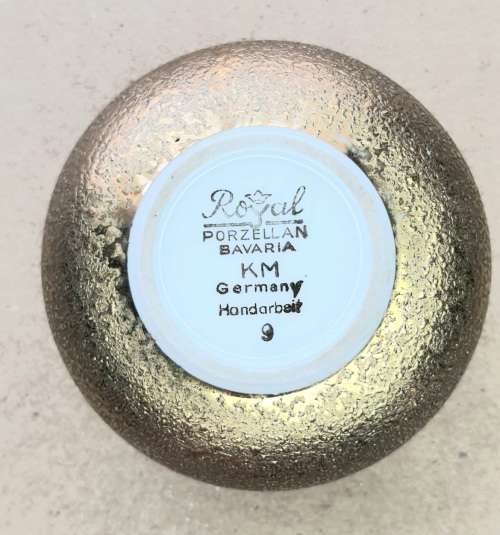 Royal
PORZELLAN
BAVARIA
KM
Germany
Handarbeit
9